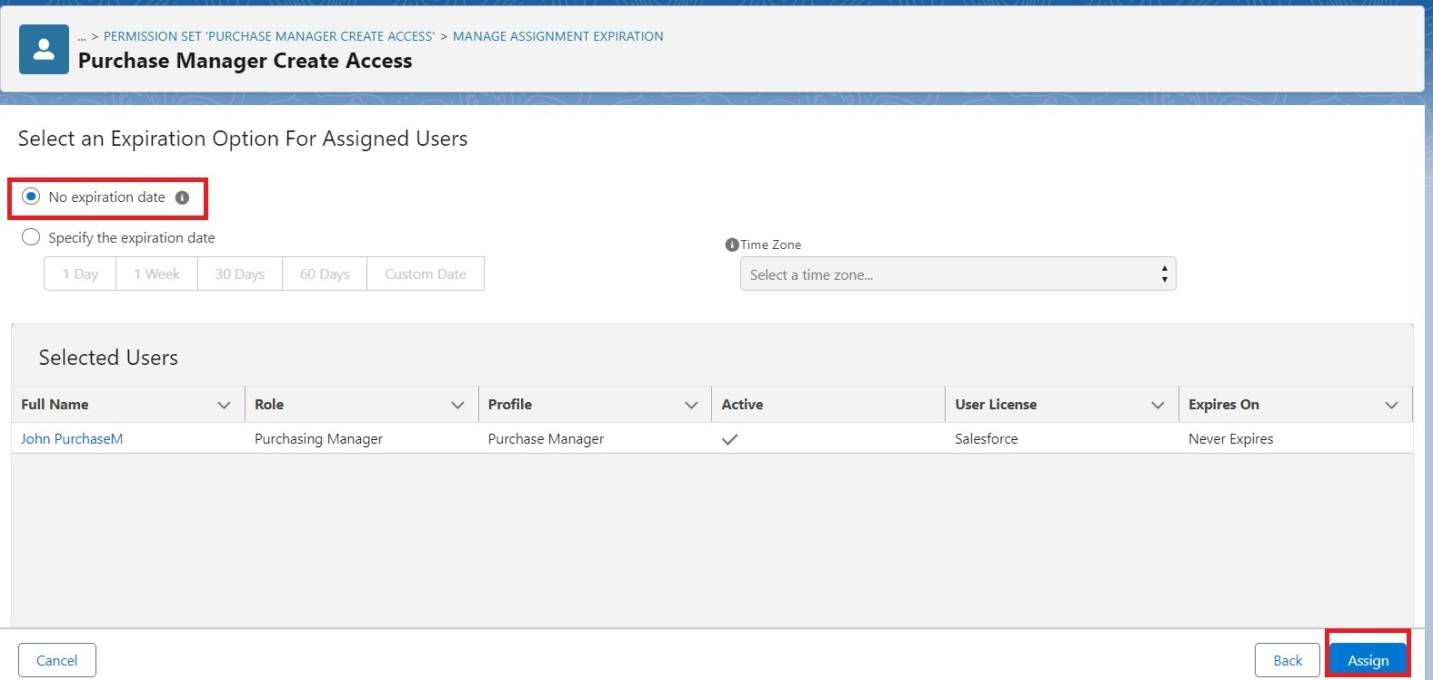 ... > PERMISSION SET 'PURCHASE MANAGER CREATE ACCESS' > MANAGE ASSIGNMENT EXPIRATION
Purchase Manager Create Access
Select an Expiration Option For Assigned Users
No expiration date
Specify the expiration date
1 Day 1 Week 30 Days 60 Days Custom Date
Time Zone
Select a time zone...
Selected Users
Full Name Role Profile Active User License Expires On
John PurchaseM Purchasing Manager Purchase Manager Salesforce Never Expires
Cancel Back Assign